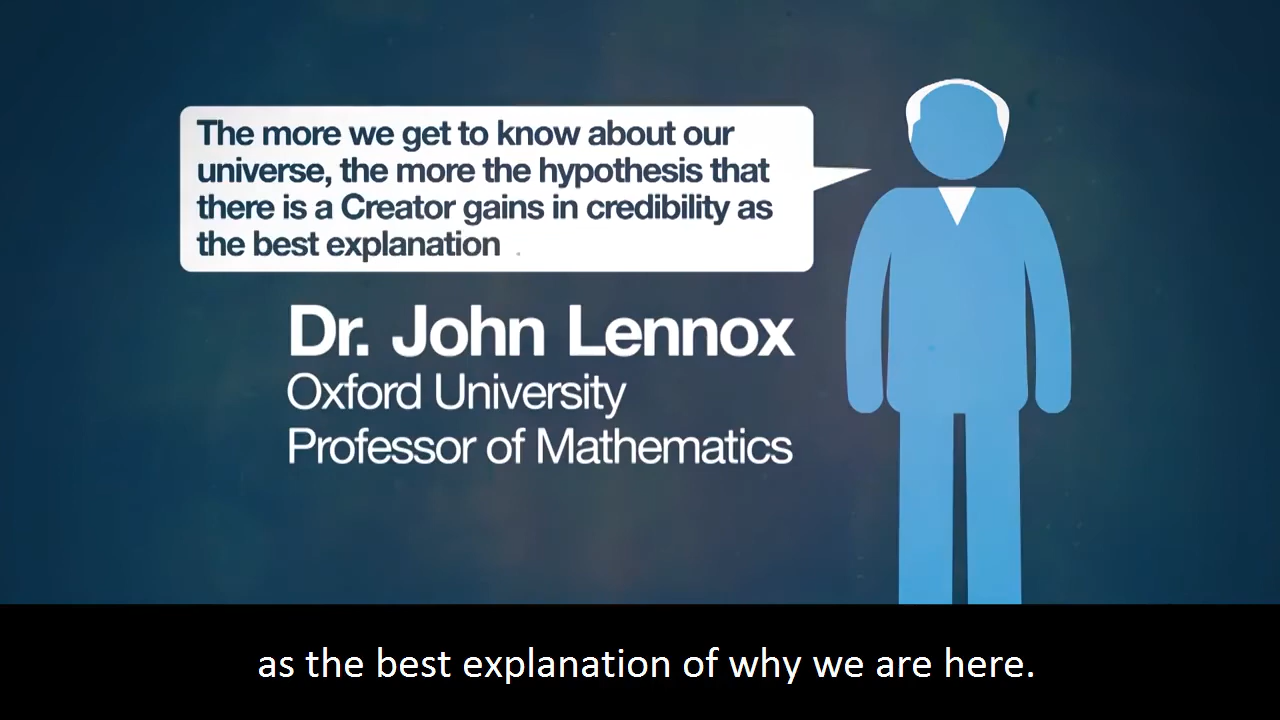 The more we get to know about our
universe, the more the hypothesis that
there is a Creator gains in credibility as
the best explanation .
Dr. John Lennox
Oxford University
Professor of Mathematics
as the best explanation of why we are here.